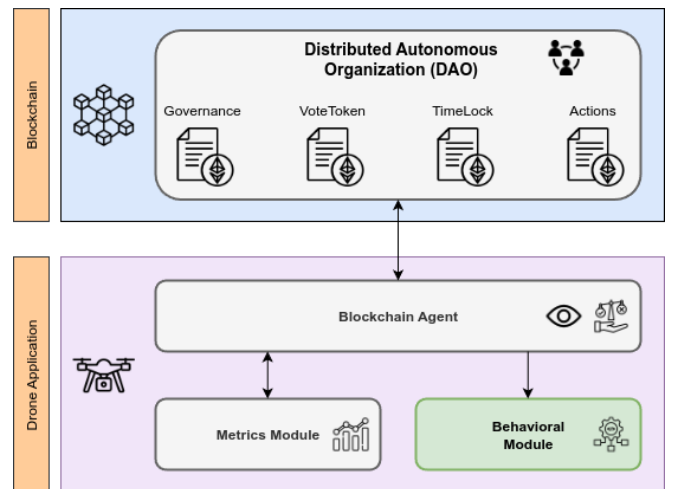 Blockchain
Distributed Autonomous
Organization (DAO)
Governance
VoteToken
TimeLock
Actions
Drone Application
Blockchain Agent
Metrics Module
Behavioral
Module